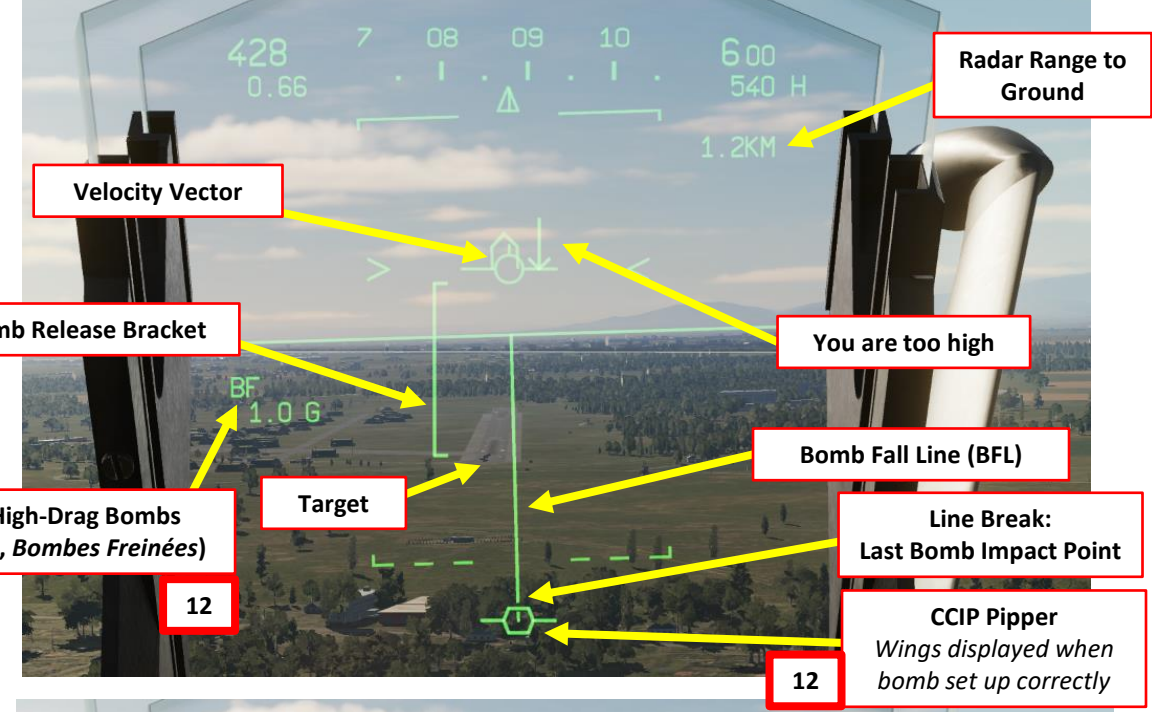 7 08 09 10
428 600
0.66 540 H
1.2KM
Radar Range to
Ground
Velocity Vector
mb Release Bracket
You are too high
BF
1.0 G
Bomb Fall Line (BFL)
Target
High-Drag Bombs
, Bombes Freinées)
12
Line Break:
Last Bomb Impact Point
CCIP Pipper
Wings displayed when
bomb set up correctly
12